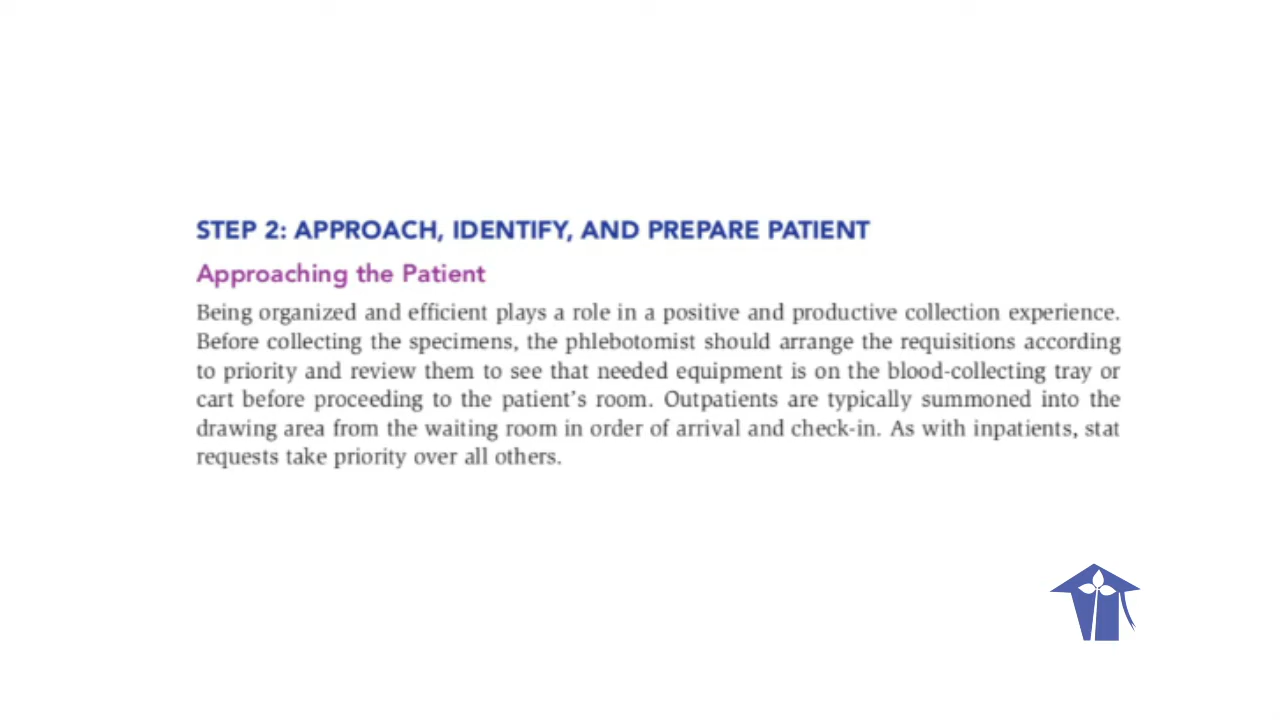 STEP 2: APPROACH, IDENTIFY, AND PREPARE PATIENT
Approaching the Patient
Being organized and efficient plays a role in a positive and productive collection experience.
Before collecting the specimens, the phlebotomist should arrange the requisitions according
to priority and review them to see that needed equipment is on the blood-collecting tray or
cart before proceeding to the patient's room. Outpatients are typically summoned into the
drawing area from the waiting room in order of arrival and check-in. As with inpatients, stat
requests take priority over all others.